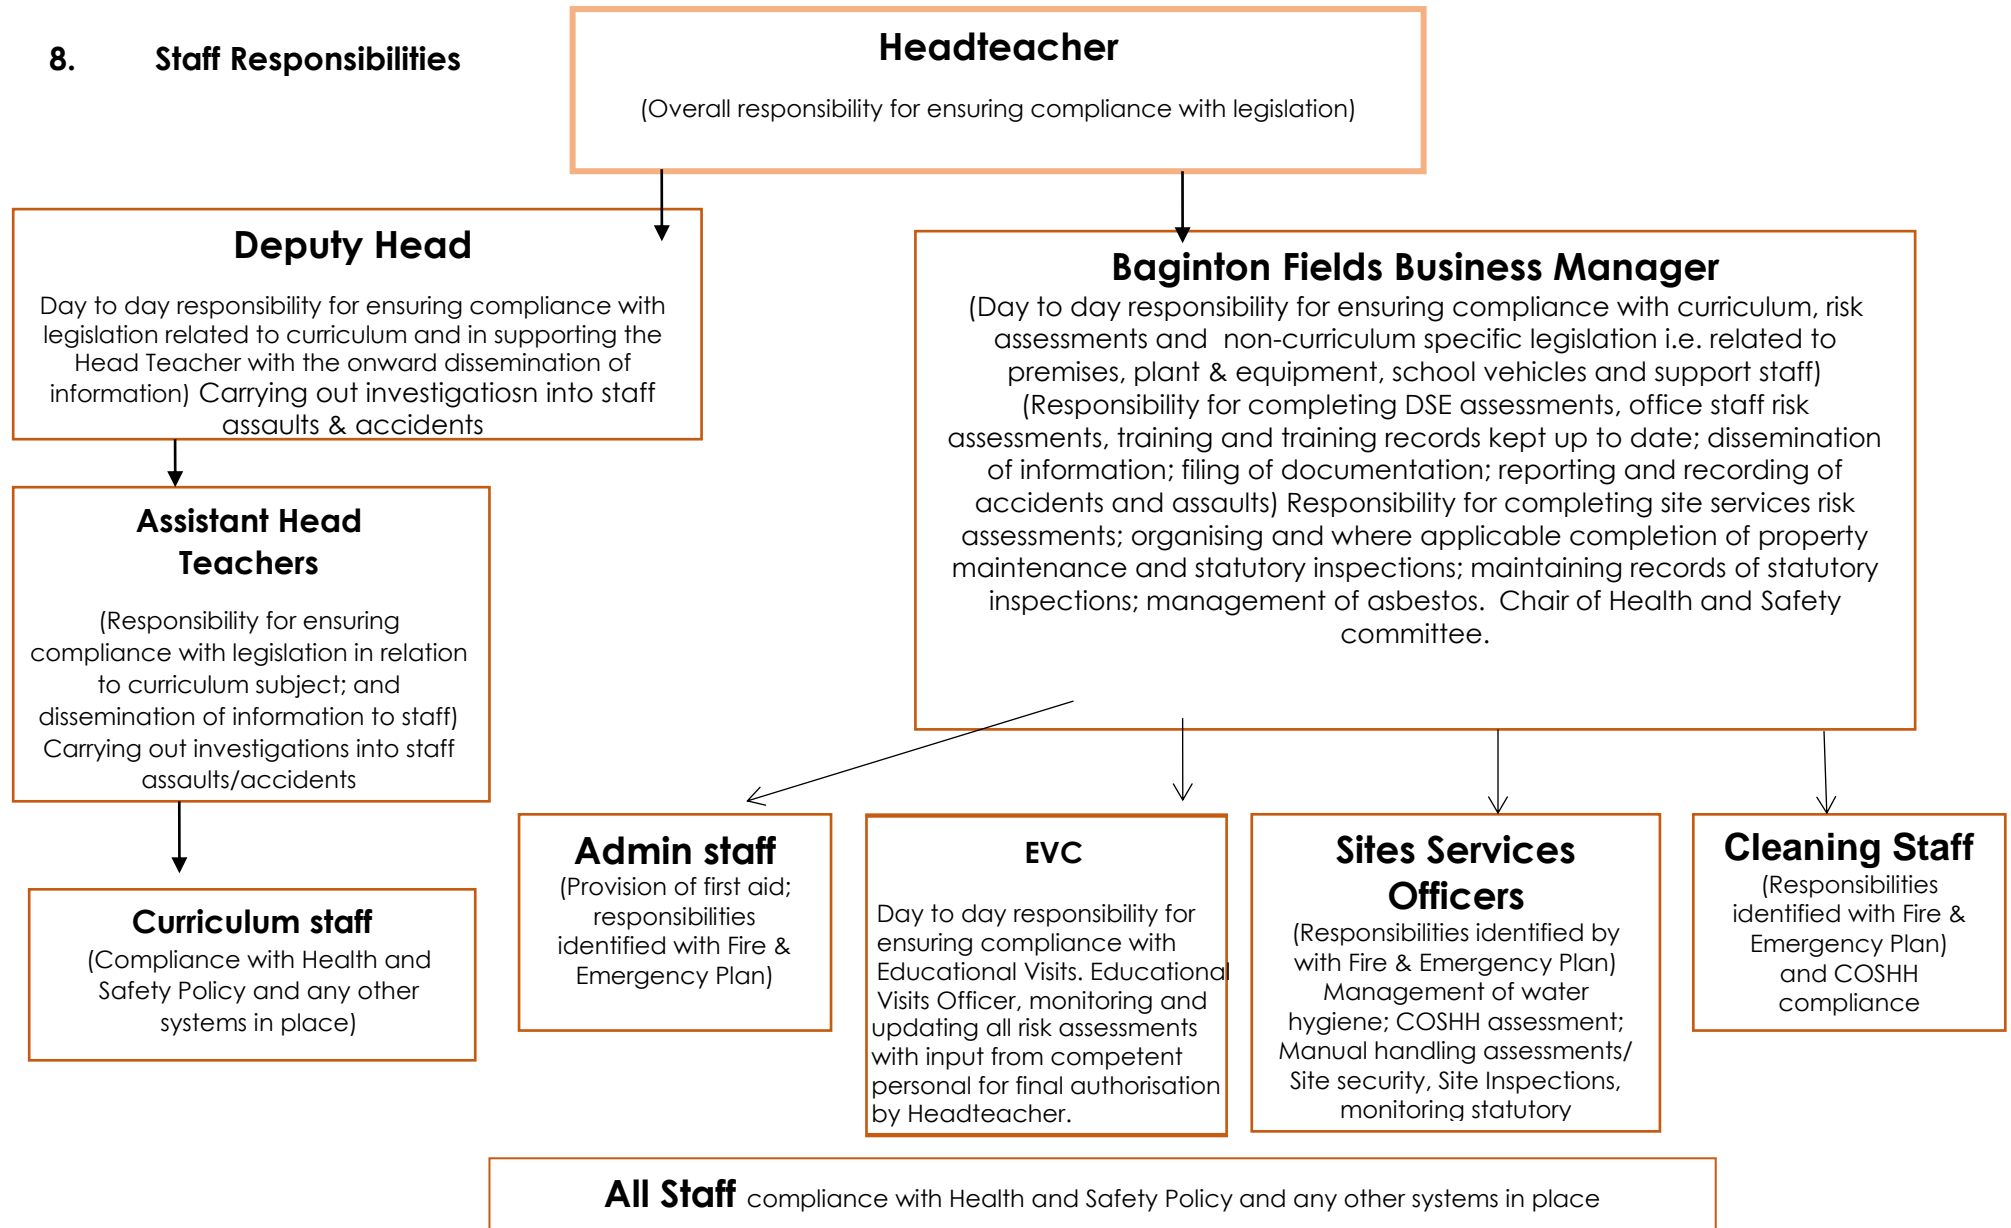 8. Staff Responsibilities
Headteacher
(Overall responsibility for ensuring compliance with legislation)
Deputy Head
Day to day responsibility for ensuring compliance with
legislation related to curriculum and in supporting the
Head Teacher with the onward dissemination of
information) Carrying out investigatiosn into staff
assaults & accidents
Baginton Fields Business Manager
(Day to day responsibility for ensuring compliance with curriculum, risk
assessments and non-curriculum specific legislation i.e. related to
premises, plant & equipment, school vehicles and support staff)
(Responsibility for completing DSE assessments, office staff risk
assessments, training and training records kept up to date; dissemination
of information; filing of documentation; reporting and recording of
accidents and assaults) Responsibility for completing site services risk
assessments; organising and where applicable completion of property
maintenance and statutory inspections; maintaining records of statutory
inspections; management of asbestos. Chair of Health and Safety
committee.
Assistant Head
Teachers
(Responsibility for ensuring
compliance with legislation in relation
to curriculum subject; and
dissemination of information to staff)
Carrying out investigations into staff
assaults/accidents
Curriculum staff
(Compliance with Health and
Safety Policy and any other
systems in place)
Admin staff
(Provision of first aid;
responsibilities
identified with Fire &
Emergency Plan)
EVC
Day to day responsibility for
ensuring compliance with
Educational Visits. Educational
Visits Officer, monitoring and
updating all risk assessments
with input from competent
personal for final authorisation
by Headteacher.
Sites Services
Officers
(Responsibilities identified by
with Fire & Emergency Plan)
Management of water
hygiene; COSHH assessment;
Manual handling assessments/
Site security, Site Inspections,
monitoring statutory
Cleaning Staff
(Responsibilities
identified with Fire &
Emergency Plan)
and COSHH
compliance
All Staff compliance with Health and Safety Policy and any other systems in place